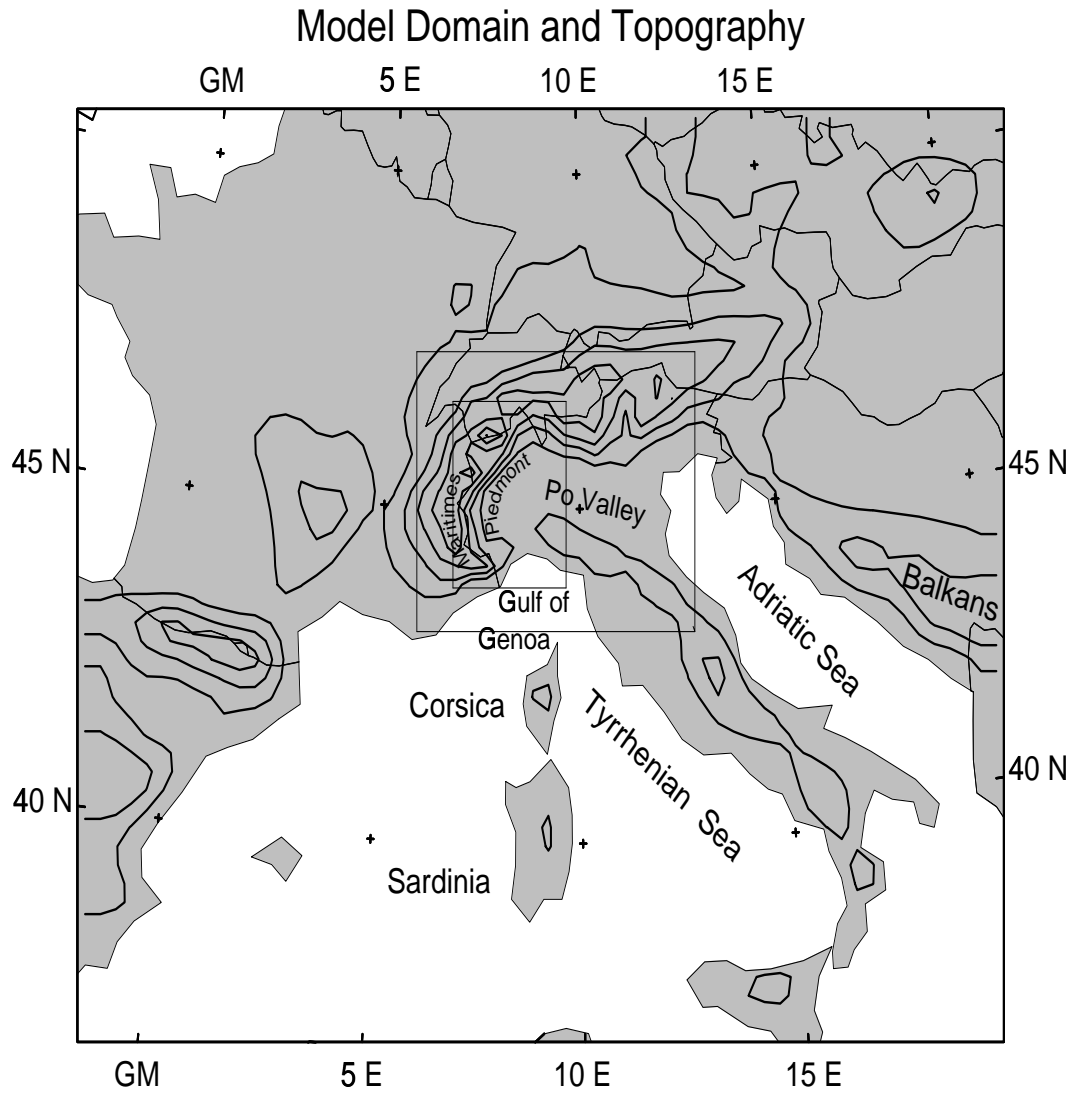 Model Domain and Topography
GM 5 E 10 E 15 E
45 N
45 N
Maritimes
Piedmont
Po Valley
Balkans
Adriatic Sea
Gulf of
Genoa
Corsica
Tyrrhenian Sea
40 N
40 N
Sardinia
GM 5 E 10 E 15 E